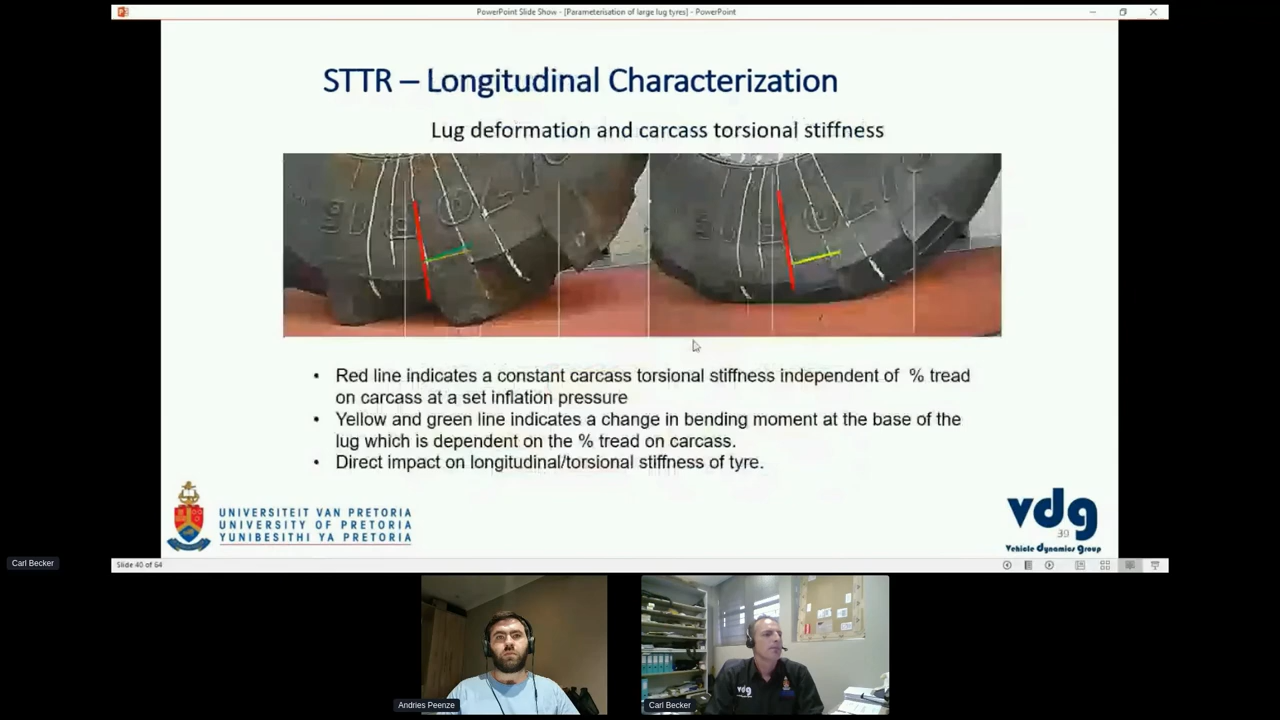 PowerPoint Slide Show - [Parameterisation of large lug tyres] - PowerPoint
STTR – Longitudinal Characterization
Lug deformation and carcass torsional stiffness
• Red line indicates a constant carcass torsional stiffness independent of % tread
on carcass at a set inflation pressure
• Yellow and green line indicates a change in bending moment at the base of the
lug which is dependent on the % tread on carcass.
• Direct impact on longitudinal/torsional stiffness of tyre.
UNIVERSITEIT VAN PRETORIA
UNIVERSITY OF PRETORIA
YUNIBESITHI YA PRETORIA
vdg
39
Vehicle Dynamics Group
Carl Becker
Slide 40 of 64
Andries Peenze
Carl Becker
vdg